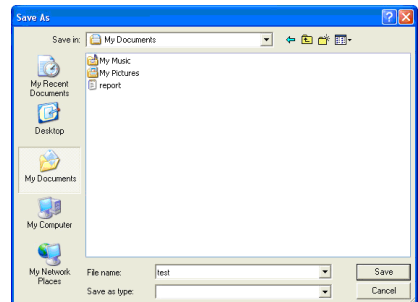 Save As
Save in: My Documents
My Recent Documents
Desktop
My Documents
My Computer
My Network Places
My Music
My Pictures
report
File name: test Save
Save as type: Cancel